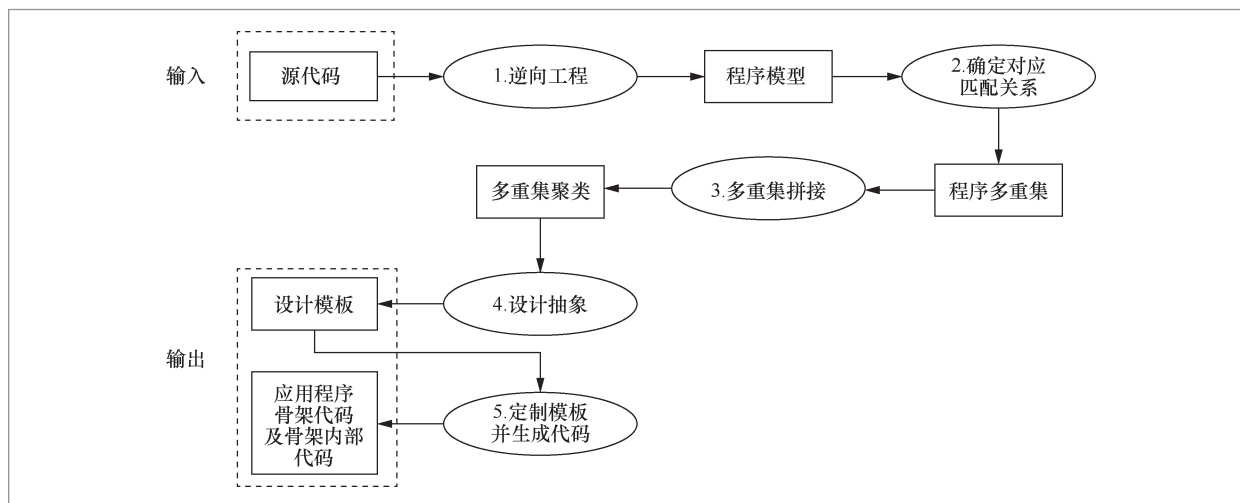 输入
源代码
1.逆向工程
程序模型
2.确定对应
匹配关系
多重集聚类
3.多重集拼接
程序多重集
设计模板
4.设计抽象
输出
应用程序
骨架代码
及骨架内部
代码
5.定制模板
并生成代码